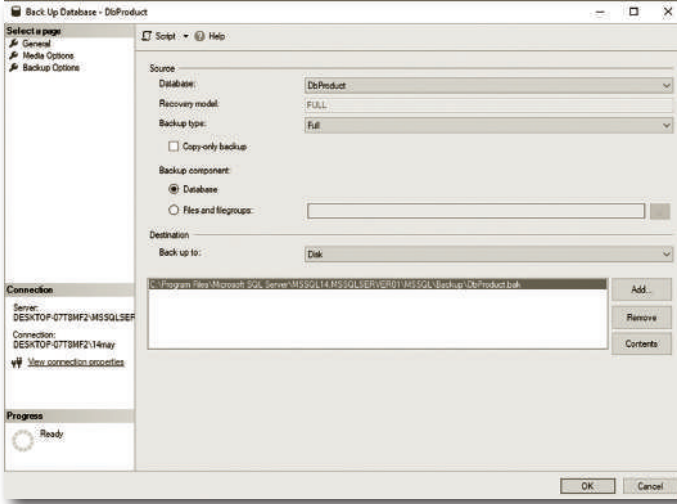 Back Up Database - DbProduct
Select a page
General
Media Options
Backup Options
Script
Help
Source
Database:
DbProduct
Recovery model:
FULL
Backup type:
Full
Copy-only backup
Backup component:
Database
Files and filegroups:
Destination
Back up to:
Disk
C:\Program Files\Microsoft SQL Server\MSSQL14.MSSQLSERVER01\MSSQL\Backup\DbProduct.bak
Add...
Remove
Contents
Connection
Server:
DESKTOP-07T8MF2\MSSQLSER
Connection:
DESKTOP-07T8MF2\14may
View connection properties
Progress
Ready
OK
Cancel